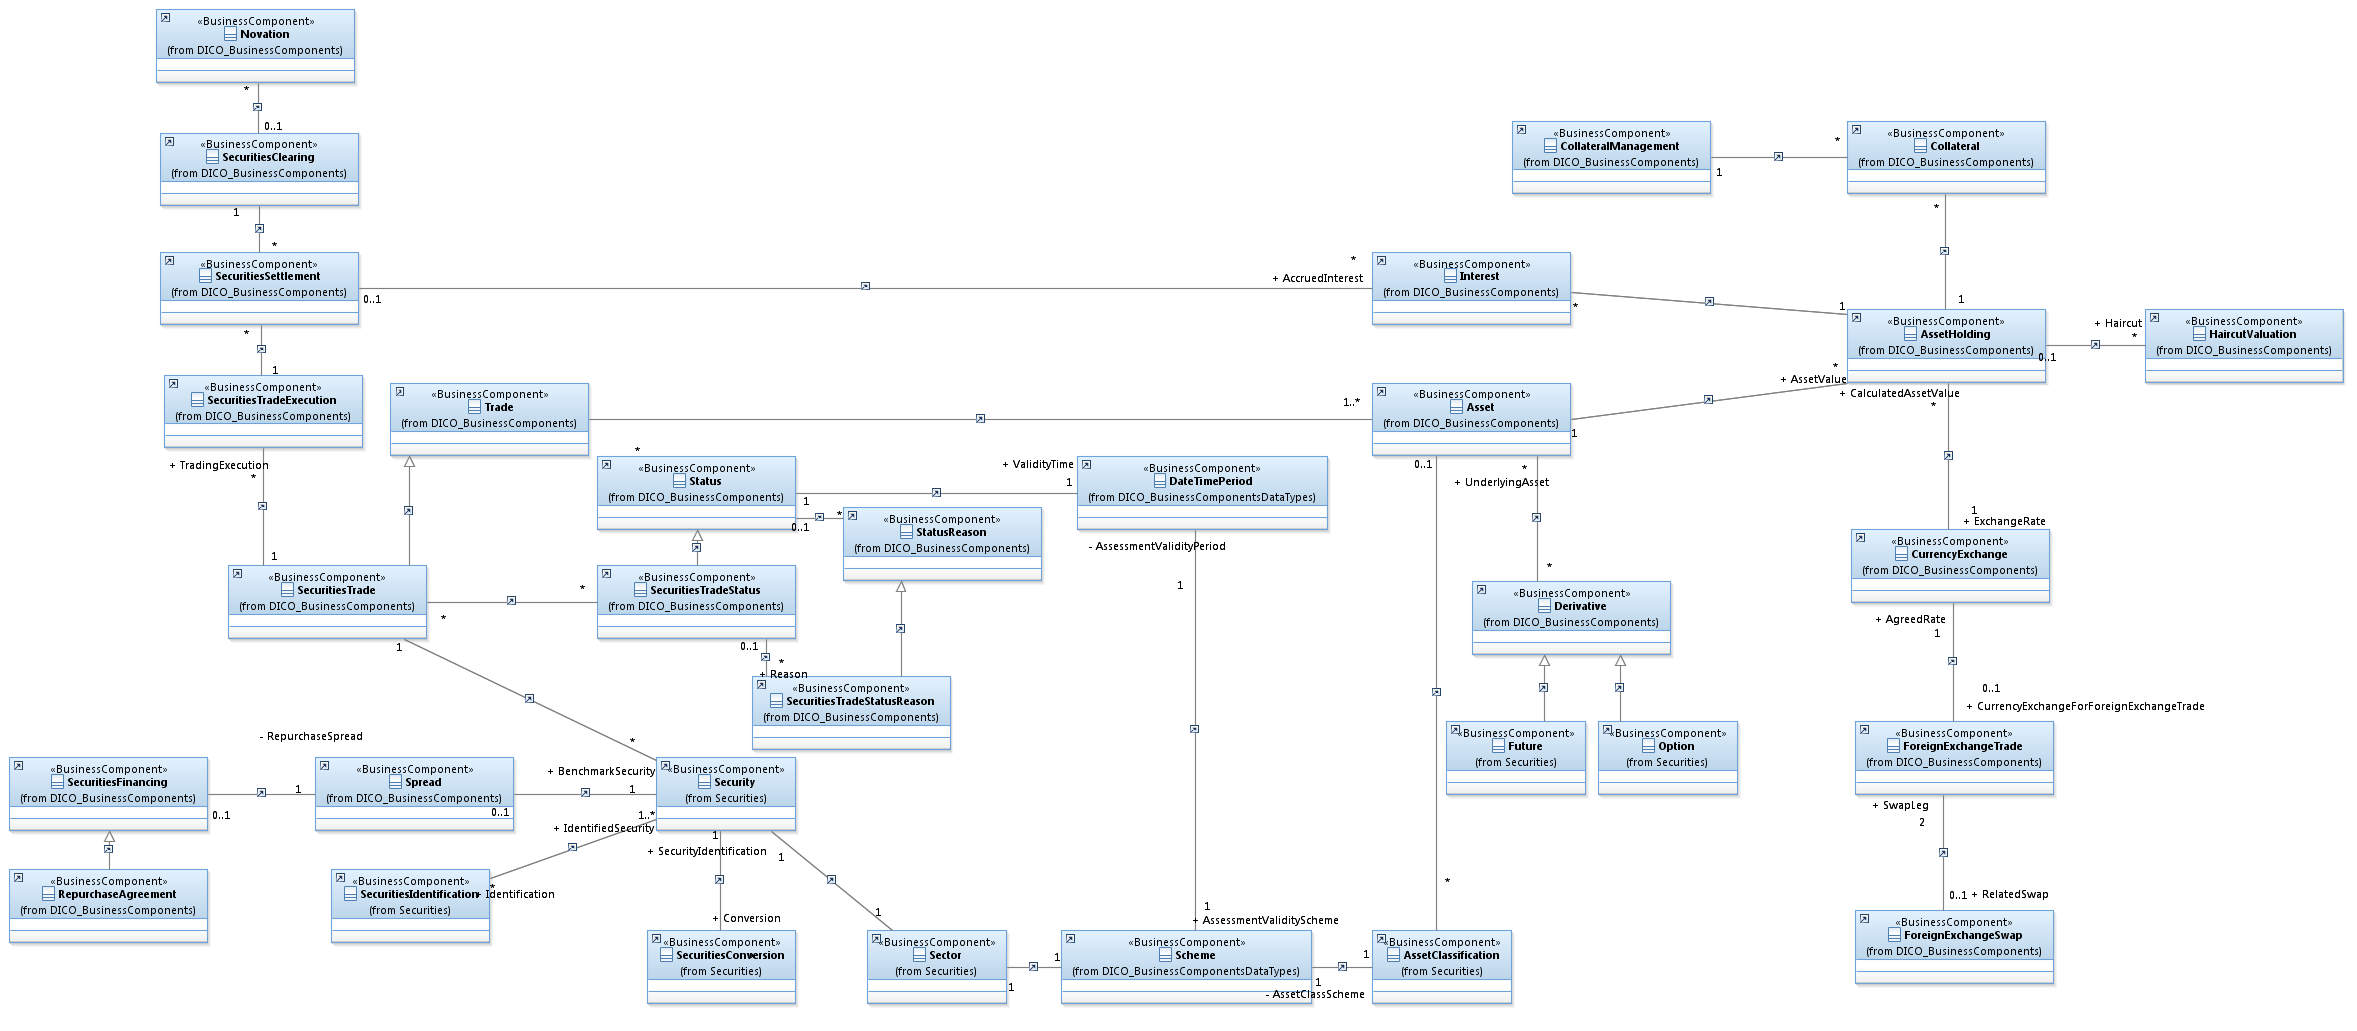 «BusinessComponent»
Novation
(from DICO_BusinessComponents)
*
0..1
«BusinessComponent»
SecuritiesClearing
(from DICO_BusinessComponents)
1
*
«BusinessComponent»
SecuritiesSettlement
(from DICO_BusinessComponents)
0..1
*
1
«BusinessComponent»
SecuritiesTradeExecution
(from DICO_BusinessComponents)
+ TradingExecution
*
1
«BusinessComponent»
CollateralManagement
(from DICO_BusinessComponents)
1
*
«BusinessComponent»
Collateral
(from DICO_BusinessComponents)
*
1
*
+ AccruedInterest
«BusinessComponent»
Interest
(from DICO_BusinessComponents)
*
1
«BusinessComponent»
AssetHolding
(from DICO_BusinessComponents)
0..1
+ Haircut
*
«BusinessComponent»
HaircutValuation
(from DICO_BusinessComponents)
*
+ AssetValue
+ CalculatedAssetValue
*
«BusinessComponent»
Trade
(from DICO_BusinessComponents)
1..*
«BusinessComponent»
Asset
(from DICO_BusinessComponents)
1
0..1
*
+ UnderlyingAsset
*
*
«BusinessComponent»
Status
(from DICO_BusinessComponents)
1
0..1
*
+ ValidityTime
1
«BusinessComponent»
DateTimePeriod
(from DICO_BusinessComponentsDataTypes)
- AssessmentValidityPeriod
1
«BusinessComponent»
StatusReason
(from DICO_BusinessComponents)
1
+ ExchangeRate
«BusinessComponent»
CurrencyExchange
(from DICO_BusinessComponents)
+ AgreedRate
1
0..1
+ CurrencyExchangeForForeignExchangeTrade
«BusinessComponent»
SecuritiesTrade
(from DICO_BusinessComponents)
*
*
1
«BusinessComponent»
SecuritiesTradeStatus
(from DICO_BusinessComponents)
0..1
*
+ Reason
«BusinessComponent»
SecuritiesTradeStatusReason
(from DICO_BusinessComponents)
«BusinessComponent»
Derivative
(from DICO_BusinessComponents)
«BusinessComponent»
Future
(from Securities)
«BusinessComponent»
Option
(from Securities)
«BusinessComponent»
ForeignExchangeTrade
(from DICO_BusinessComponents)
+ SwapLeg
2
0..1
+ RelatedSwap
«BusinessComponent»
ForeignExchangeSwap
(from DICO_BusinessComponents)
- RepurchaseSpread
«BusinessComponent»
SecuritiesFinancing
(from DICO_BusinessComponents)
0..1
1
«BusinessComponent»
Spread
(from DICO_BusinessComponents)
0..1
*
+ BenchmarkSecurity
1
«BusinessComponent»
Security
(from Securities)
1..*
+ IdentifiedSecurity
1
+ SecurityIdentification
1
«BusinessComponent»
RepurchaseAgreement
(from DICO_BusinessComponents)
«BusinessComponent»
SecuritiesIdentification
(from Securities)
*
+ Identification
+ Conversion
«BusinessComponent»
SecuritiesConversion
(from Securities)
1
«BusinessComponent»
Sector
(from Securities)
1
1
1
+ AssessmentValidityScheme
«BusinessComponent»
Scheme
(from DICO_BusinessComponentsDataTypes)
1
1
- AssetClassScheme
*
«BusinessComponent»
AssetClassification
(from Securities)